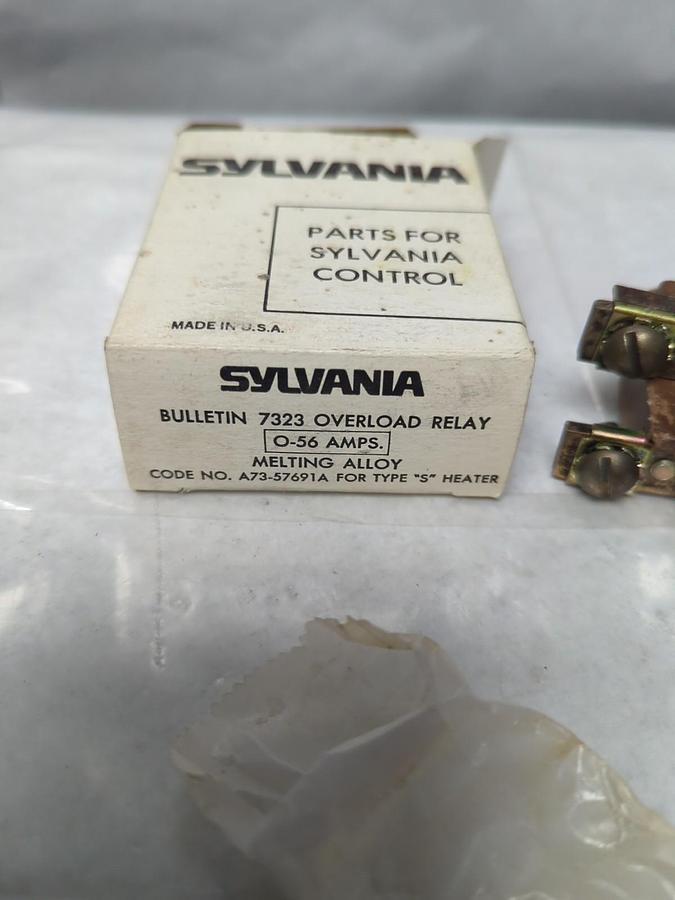 SYLVANIA
PARTS FOR
SYLVANIA
CONTROL
MADE IN U.S.A.
SYLVANIA
BULLETIN 7323 OVERLOAD RELAY
O-56 AMPS.
MELTING ALLOY
CODE NO. A73-57691A FOR TYPE "S" HEATER